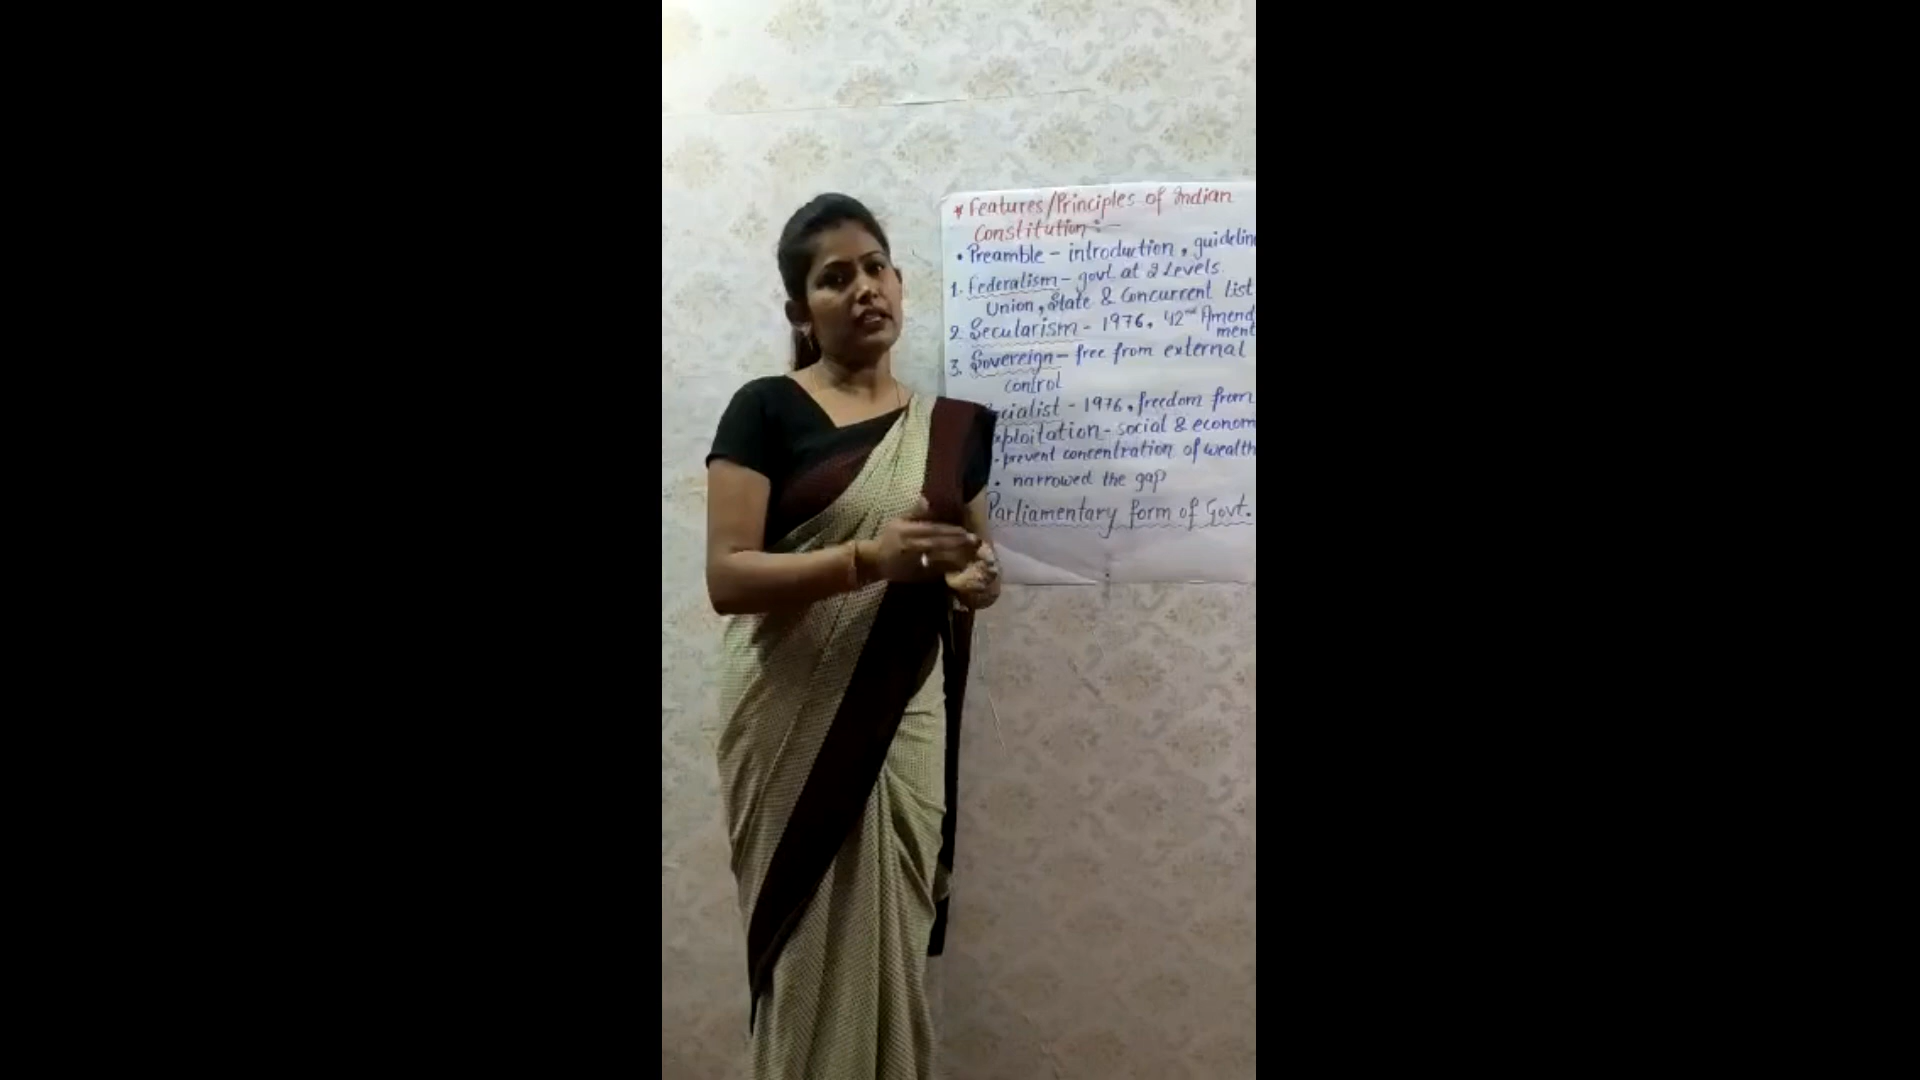 * Features/Principles of Indian
Constitution :-
• Preamble - introduction, guidelin
1. Federalism - govt. at 2 Levels.
Union, State & Concurrent List
2. Secularism - 1976, 42nd Amend
ment
3. Sovereign - free from external
control
cialist - 1976, freedom from
xploitation - social & econom
• prevent concentration of wealth
• narrowed the gap
Parliamentary form of Govt.